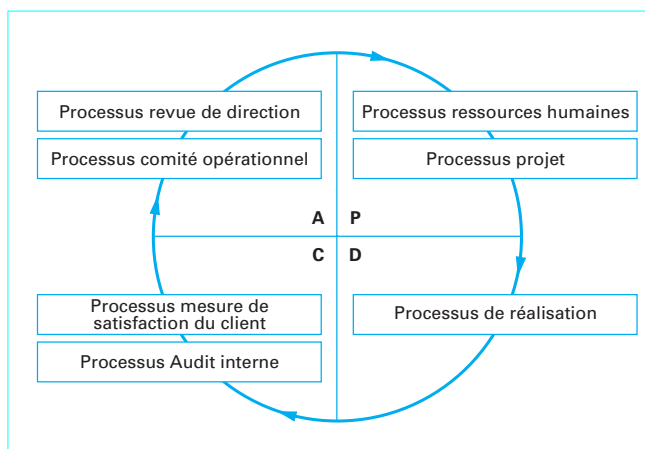 Processus revue de direction
Processus ressources humaines
Processus comité opérationnel
Processus projet
A P
C D
Processus mesure de
satisfaction du client
Processus de réalisation
Processus Audit interne